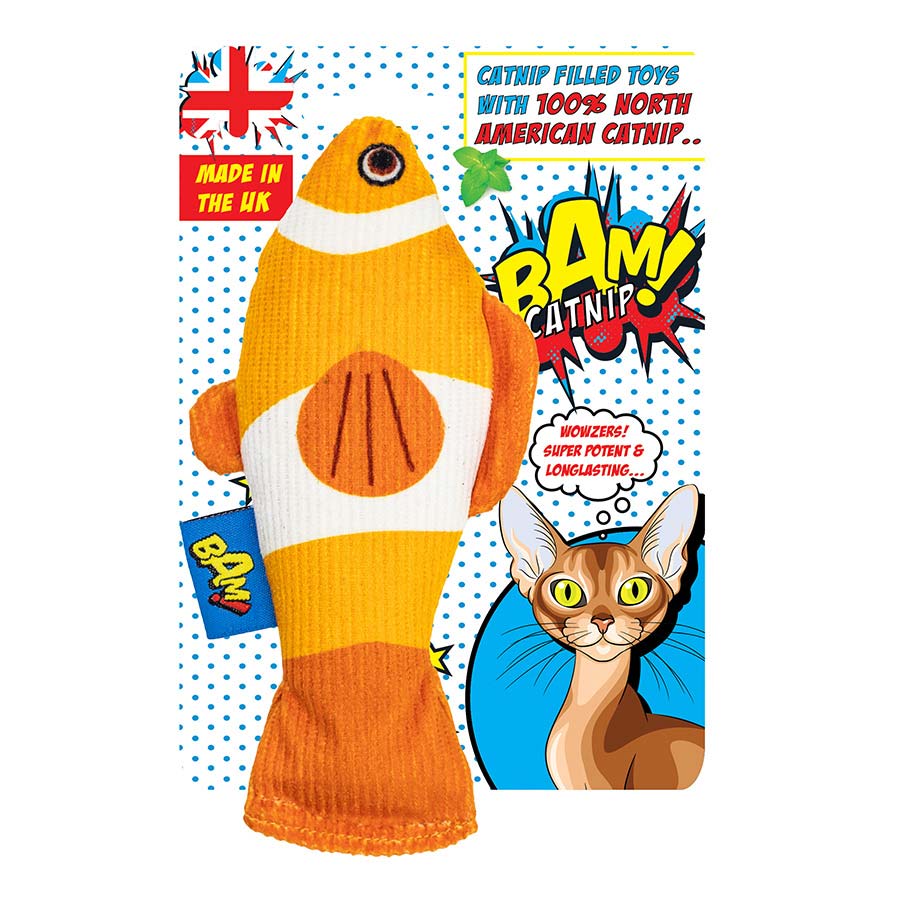 CATNIP FILLED TOYS
WITH 100% NORTH
AMERICAN CATNIP..
MADE IN
THE UK
BAM!
CATNIP
WOWZERS!
SUPER POTENT &
LONGLASTING...
BAM!